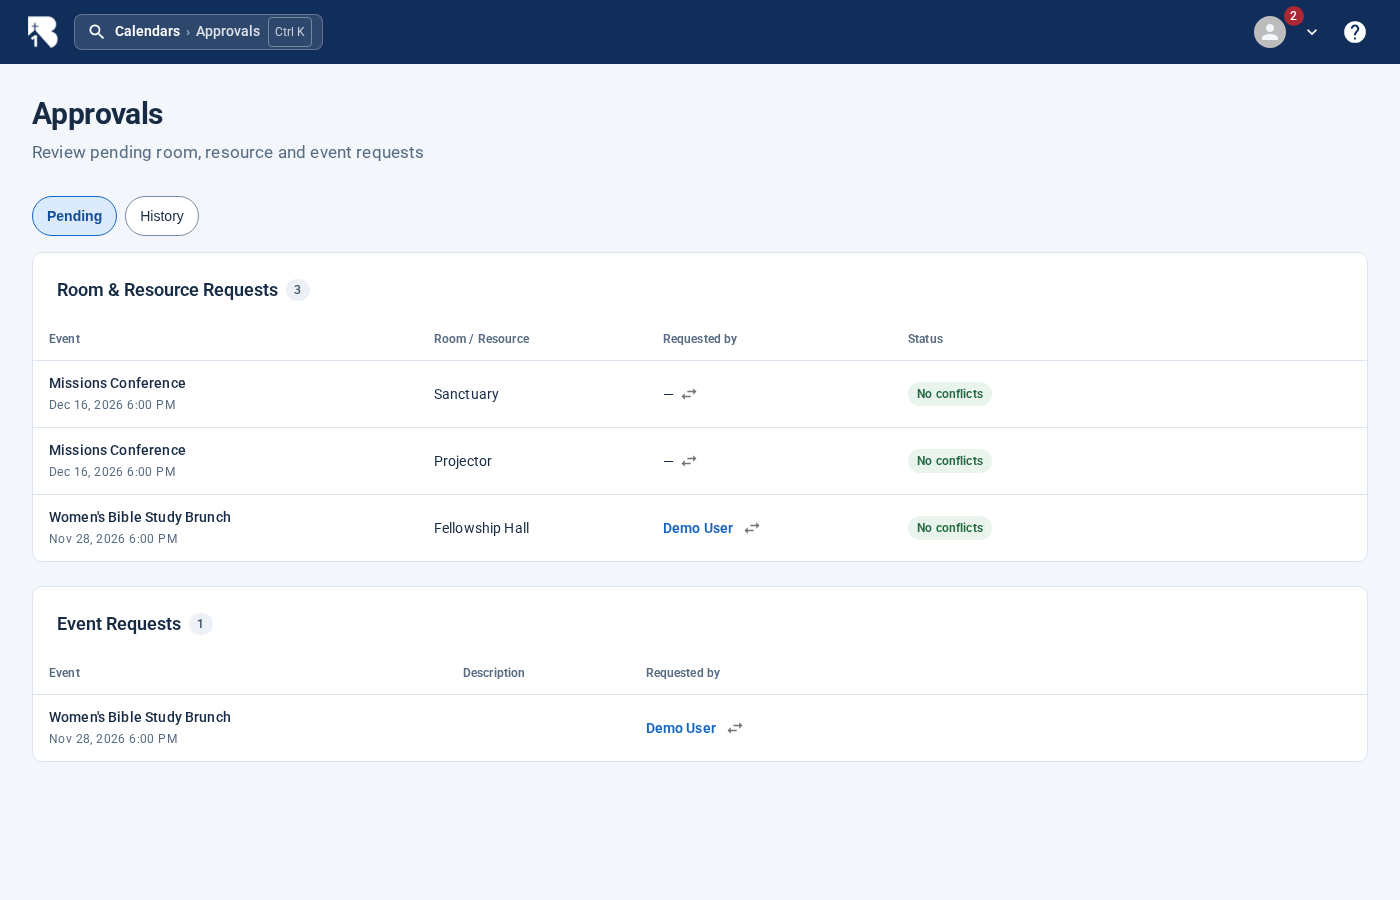 Calendars › Approvals Ctrl K
2
Approvals
Review pending room, resource and event requests
Pending History
Room & Resource Requests 3
Event Room / Resource Requested by Status
Missions Conference
Dec 16, 2026 6:00 PM
Sanctuary — No conflicts
Missions Conference
Dec 16, 2026 6:00 PM
Projector — No conflicts
Women's Bible Study Brunch
Nov 28, 2026 6:00 PM
Fellowship Hall Demo User No conflicts
Event Requests 1
Event Description Requested by
Women's Bible Study Brunch
Nov 28, 2026 6:00 PM
Demo User